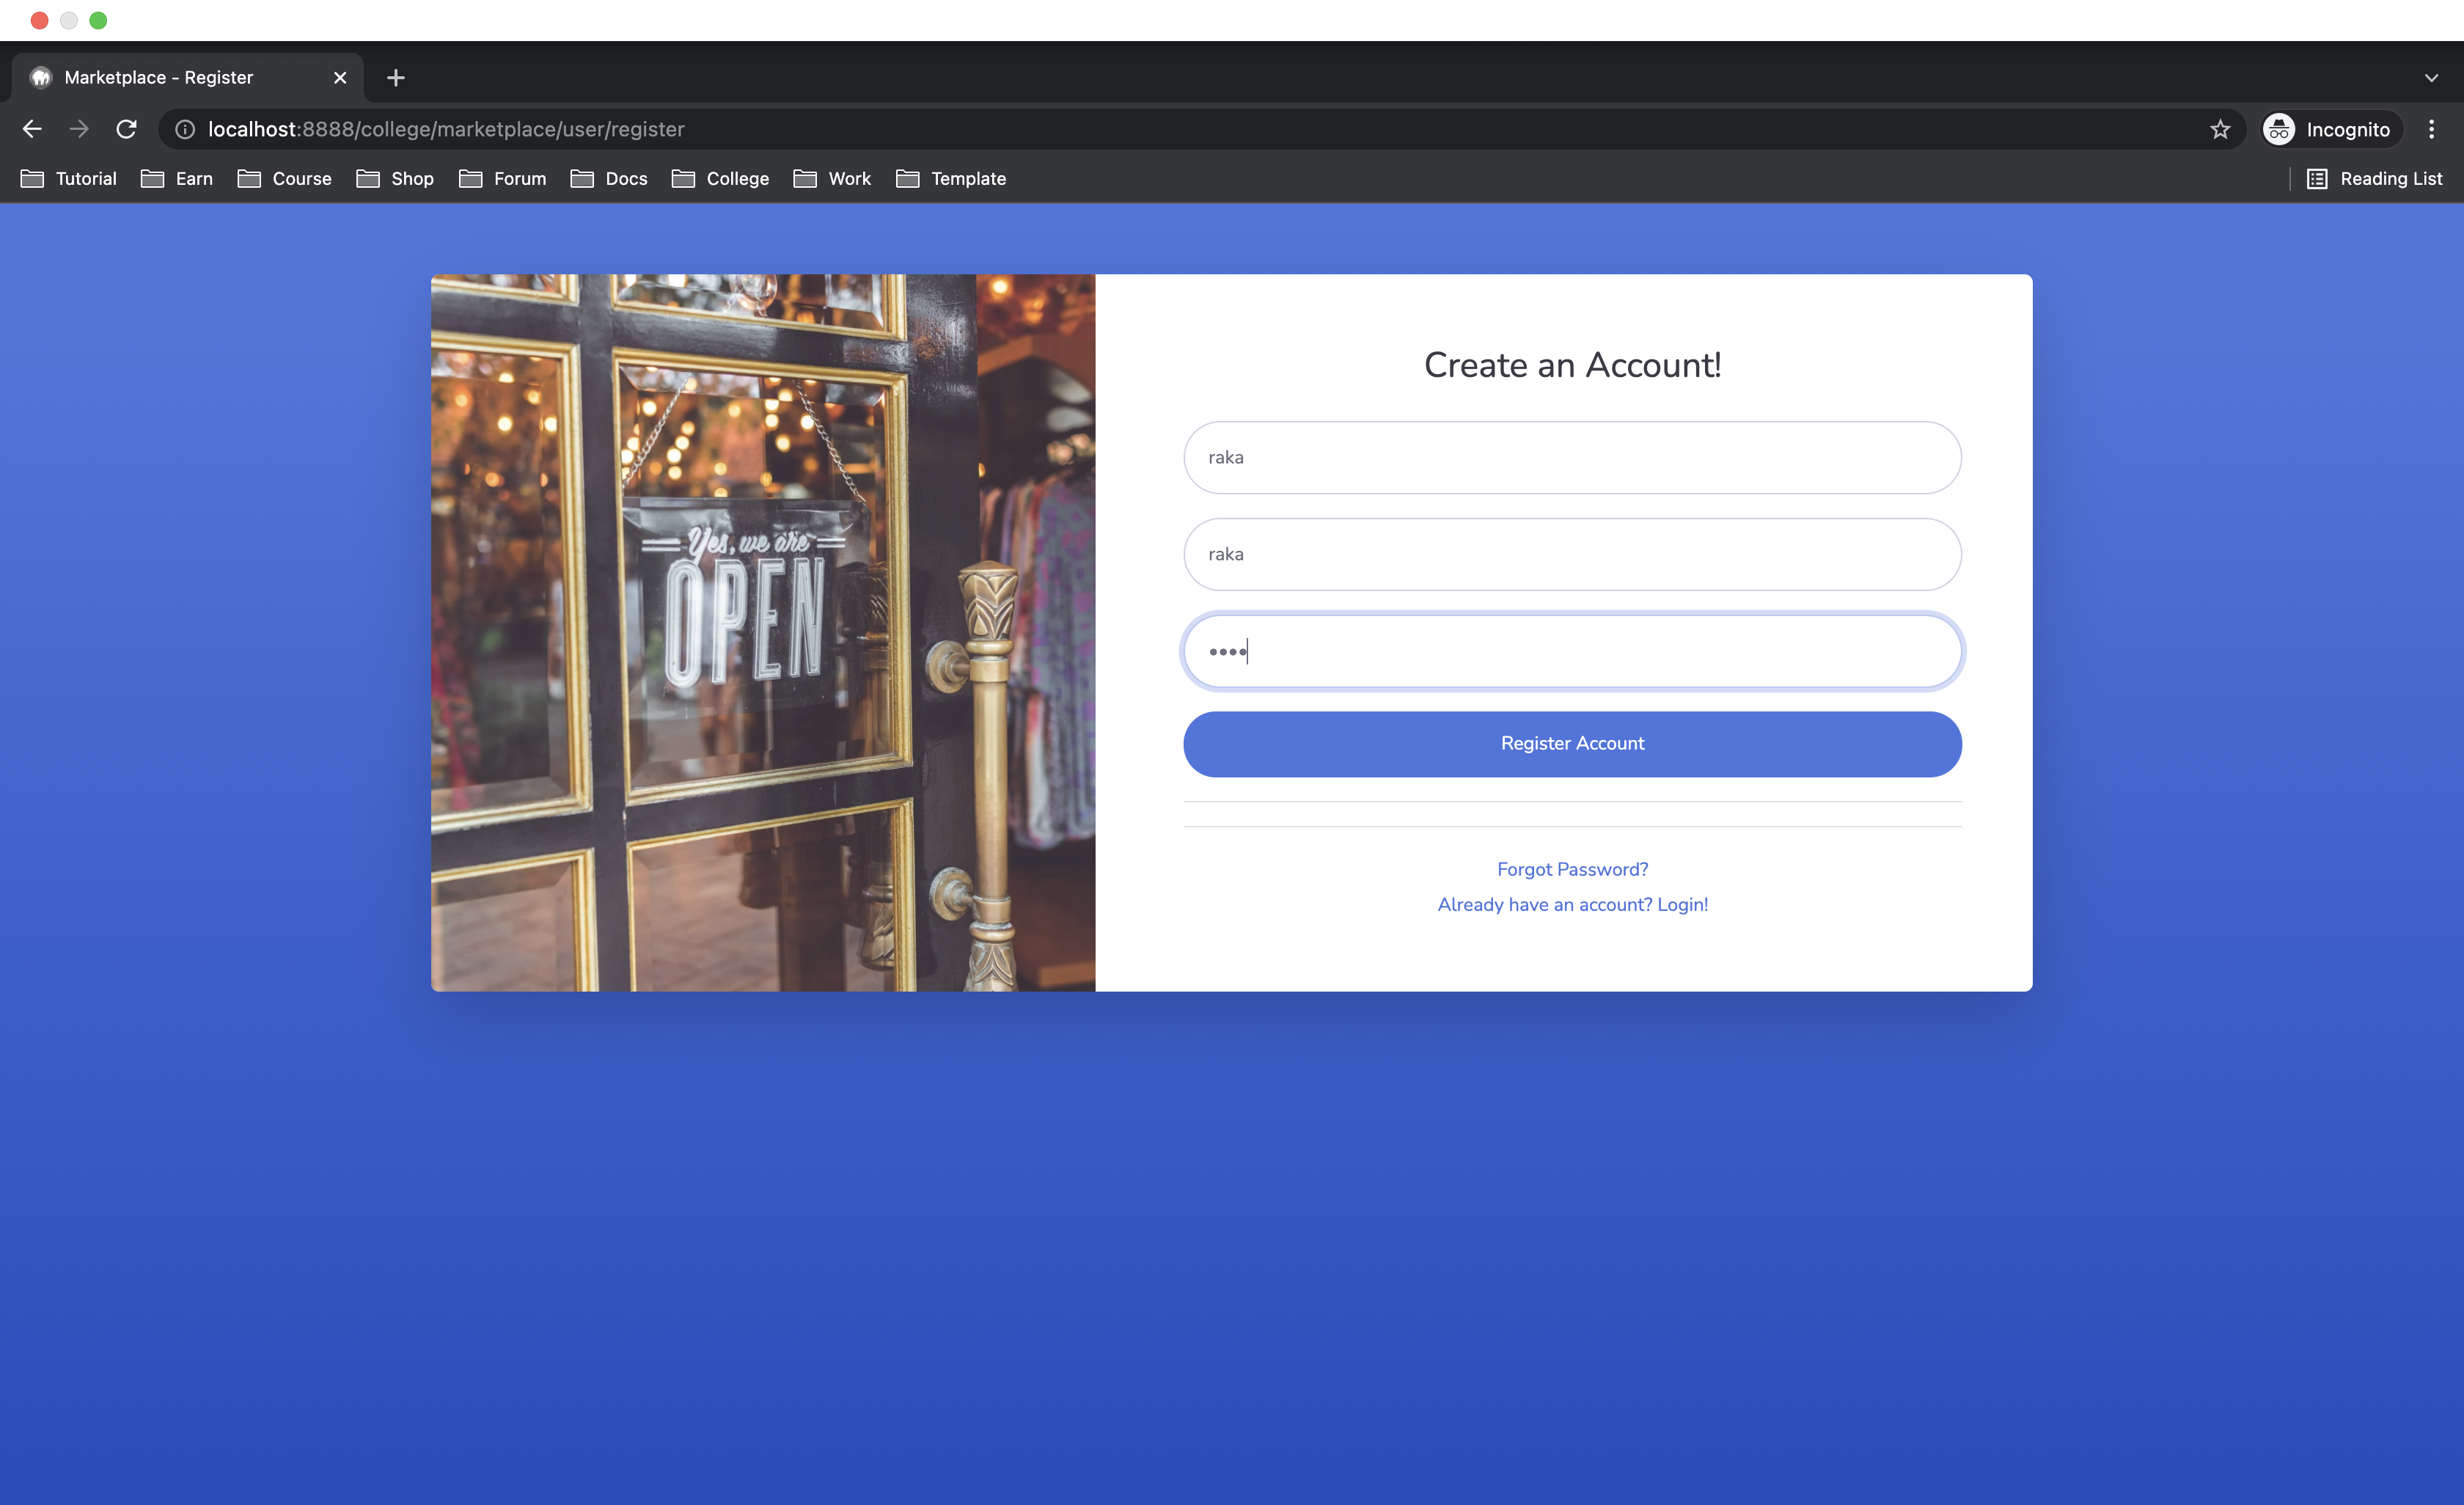 Marketplace - Register
localhost:8888/college/marketplace/user/register
Incognito
Tutorial Earn Course Shop Forum Docs College Work Template Reading List
Yes, we are
OPEN
Create an Account!
raka
raka
••••
Register Account
Forgot Password?
Already have an account? Login!